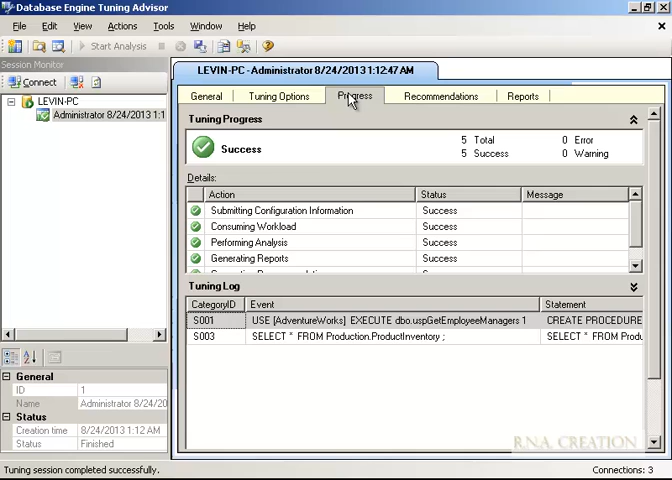 Database Engine Tuning Advisor
File Edit View Actions Tools Window Help
Start Analysis
Session Monitor
Connect
LEVIN-PC
Administrator 8/24/2013 1:1
LEVIN-PC - Administrator 8/24/2013 1:12:47 AM
General Tuning Options Progress Recommendations Reports
Tuning Progress
Success
5 Total 0 Error
5 Success 0 Warning
Details:
Action Status Message
Submitting Configuration Information Success
Consuming Workload Success
Performing Analysis Success
Generating Reports Success
Tuning Log
CategoryID Event Statement
S001 USE [AdventureWorks] EXECUTE dbo.uspGetEmployeeManagers 1 CREATE PROCEDURE
S003 SELECT * FROM Production.ProductInventory ; SELECT * FROM Produ
General
ID 1
Name Administrator 8/24/20
Status
Creation time 8/24/2013 1:12 AM
Status Finished
R.N.A. CREATION
Tuning session completed successfully. Connections: 3